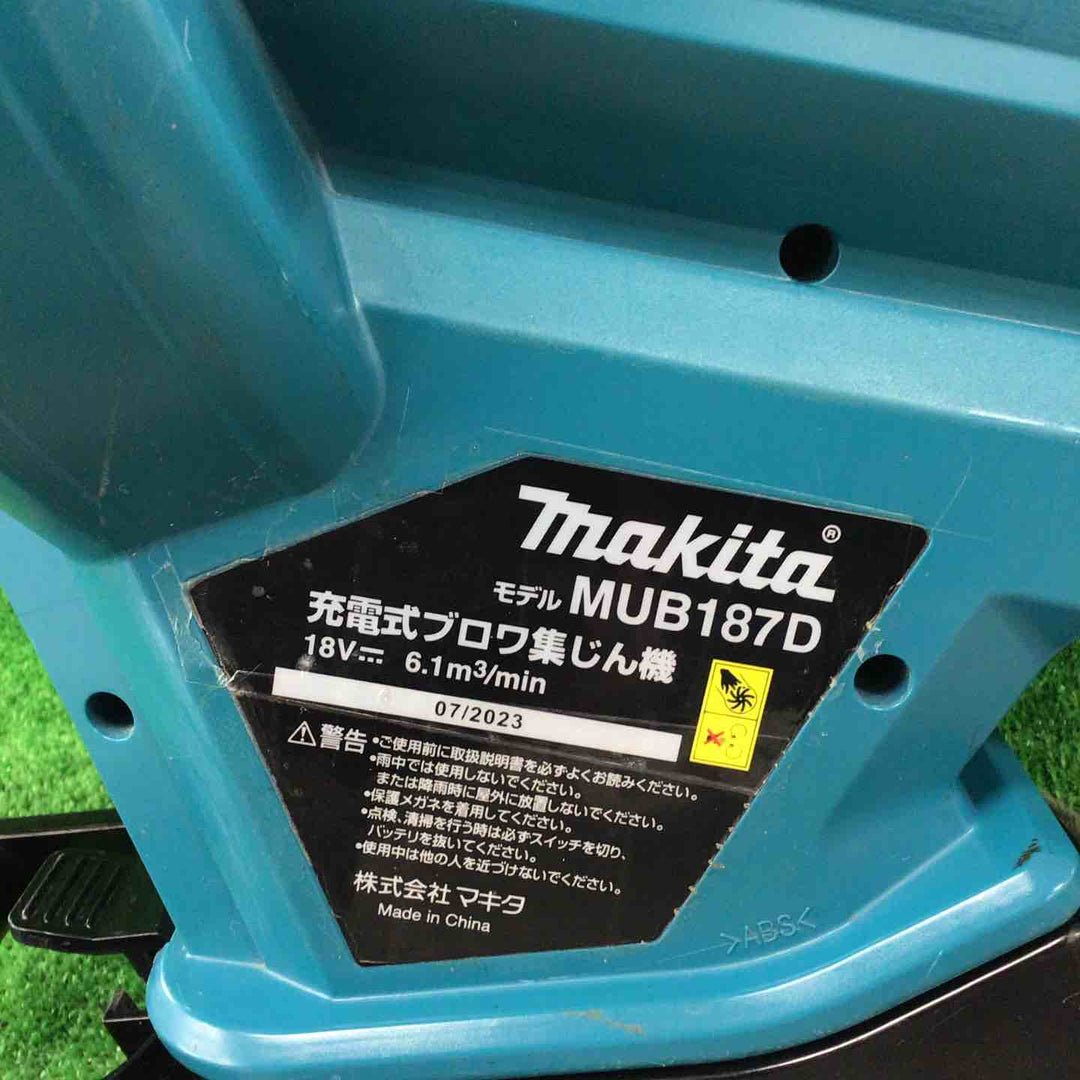 makita®
モデル MUB187D
充電式ブロワ集じん機
18V⎓ 6.1m³/min
07/2023
⚠警告
•ご使用前に取扱説明書を必ずよくお読みください。
•雨中では使用しないでください。
または降雨時に屋外に放置しないでください。
•保護メガネを着用してください。
•点検、清掃を行う時は必ずスイッチを切り、
バッテリを抜いてください。
•使用中は他の人を近づけないでください。
株式会社 マキタ
Made in China
>ABS<